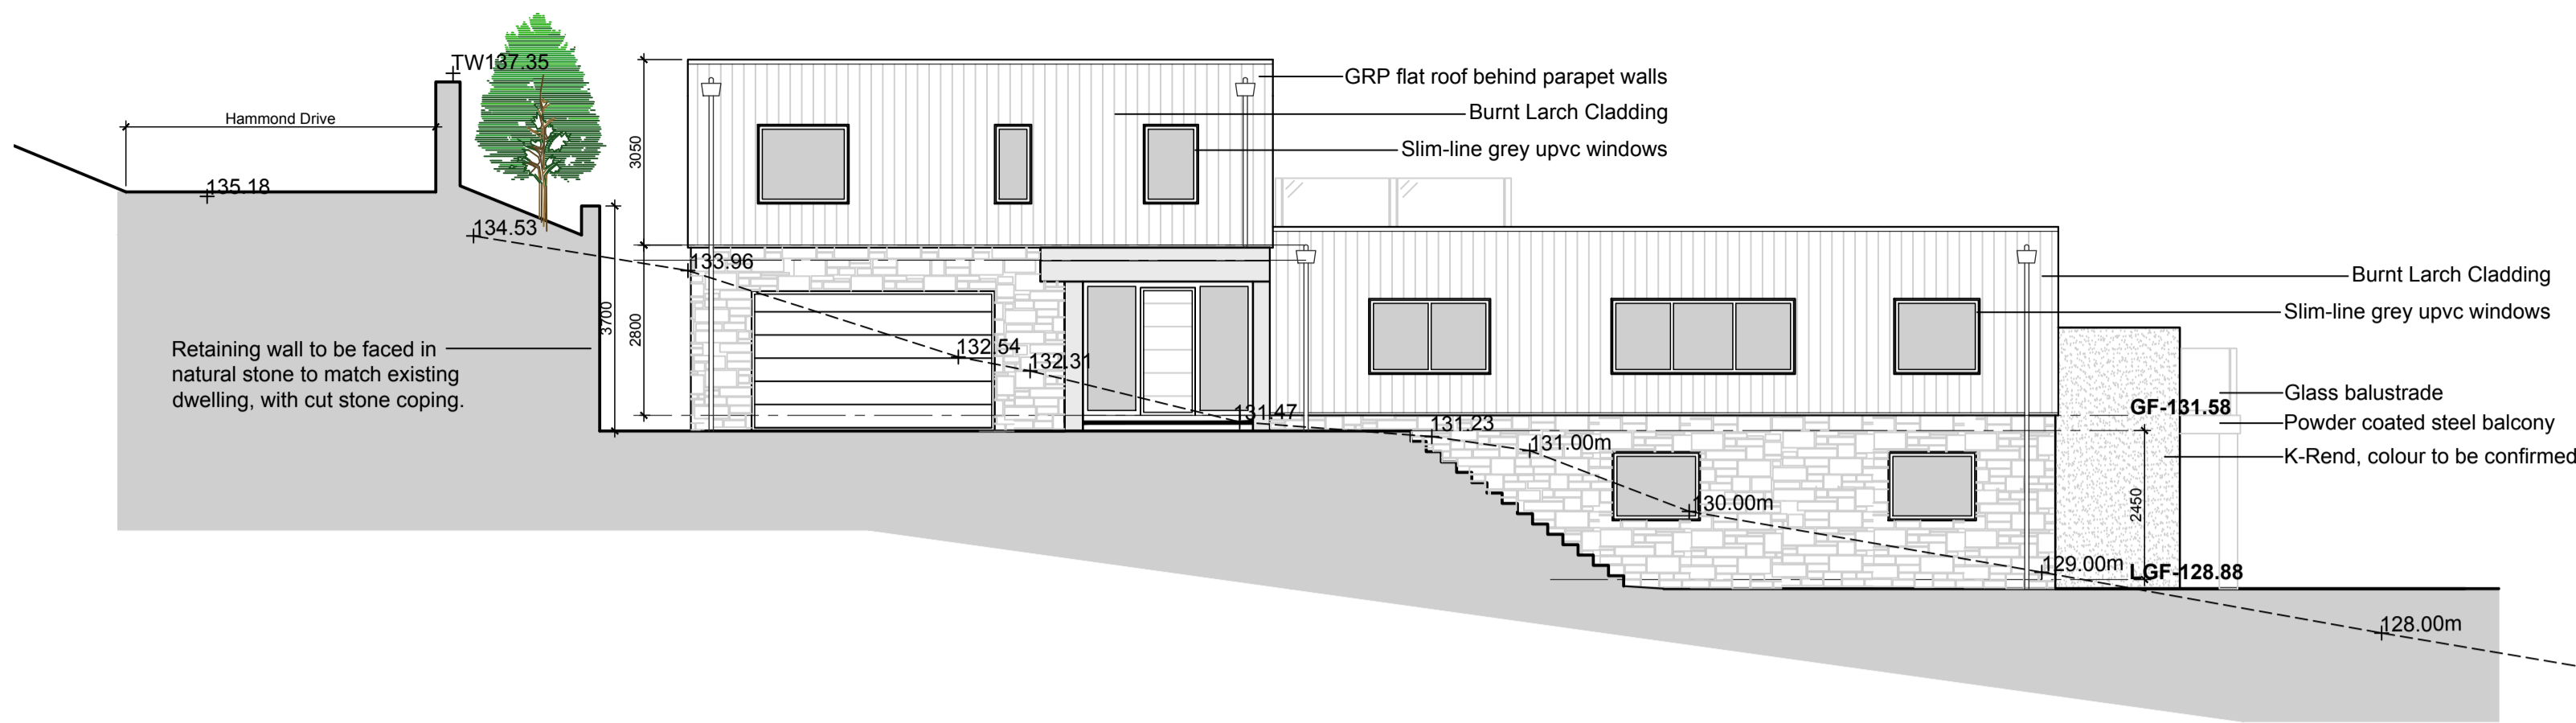 TW137.35
Hammond Drive
135.18
134.53
3050
3700
2800
GRP flat roof behind parapet walls
Burnt Larch Cladding
Slim-line grey upvc windows
133.96
132.54
132.31
131.47
131.23
131.00m
130.00m
129.00m
128.00m
Retaining wall to be faced in
natural stone to match existing
dwelling, with cut stone coping.
Burnt Larch Cladding
Slim-line grey upvc windows
Glass balustrade
GF-131.58
Powder coated steel balcony
K-Rend, colour to be confirmed
2450
LGF-128.88